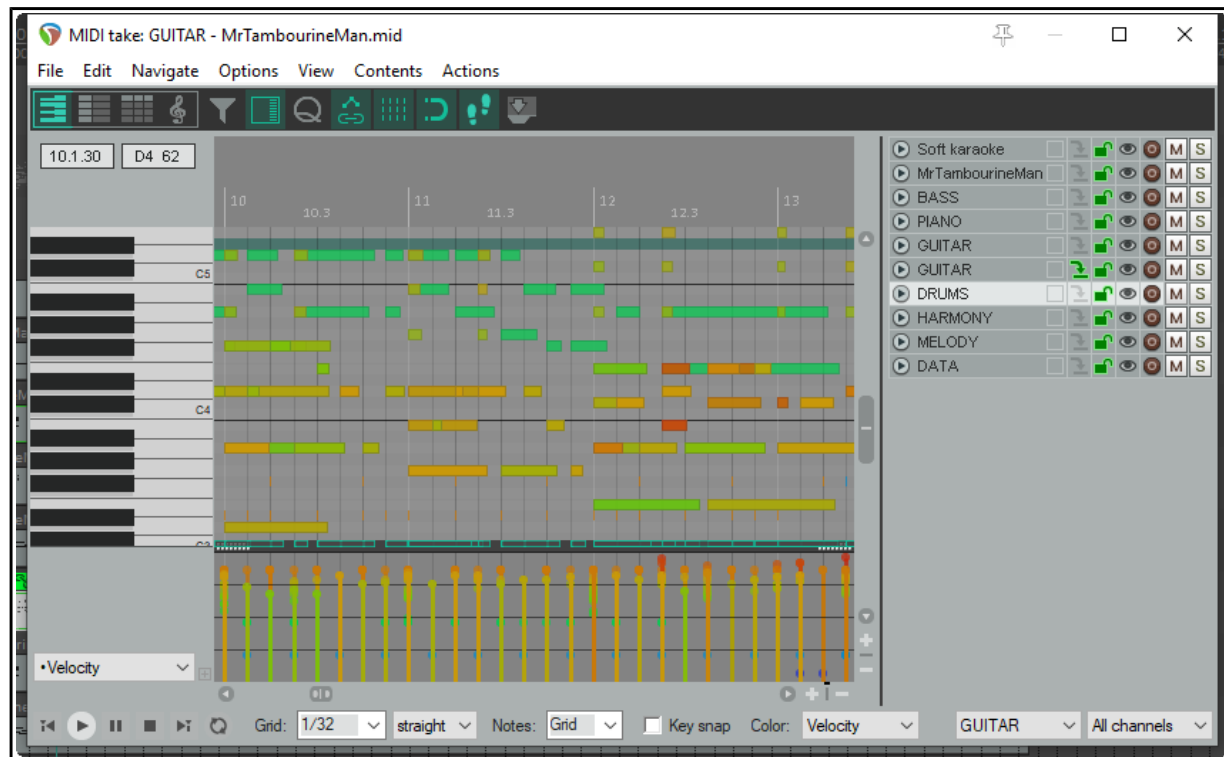 MIDI take: GUITAR - MrTambourineMan.mid
File Edit Navigate Options View Contents Actions
10.1.30 D4 62
10 11 12 13
10.3 11.3 12.3
C5
C4
C3
Soft karaoke M S
MrTambourineMan M S
BASS M S
PIANO M S
GUITAR M S
GUITAR M S
DRUMS M S
HARMONY M S
MELODY M S
DATA M S
•Velocity
Grid: 1/32 straight Notes: Grid Key snap Color: Velocity GUITAR All channels